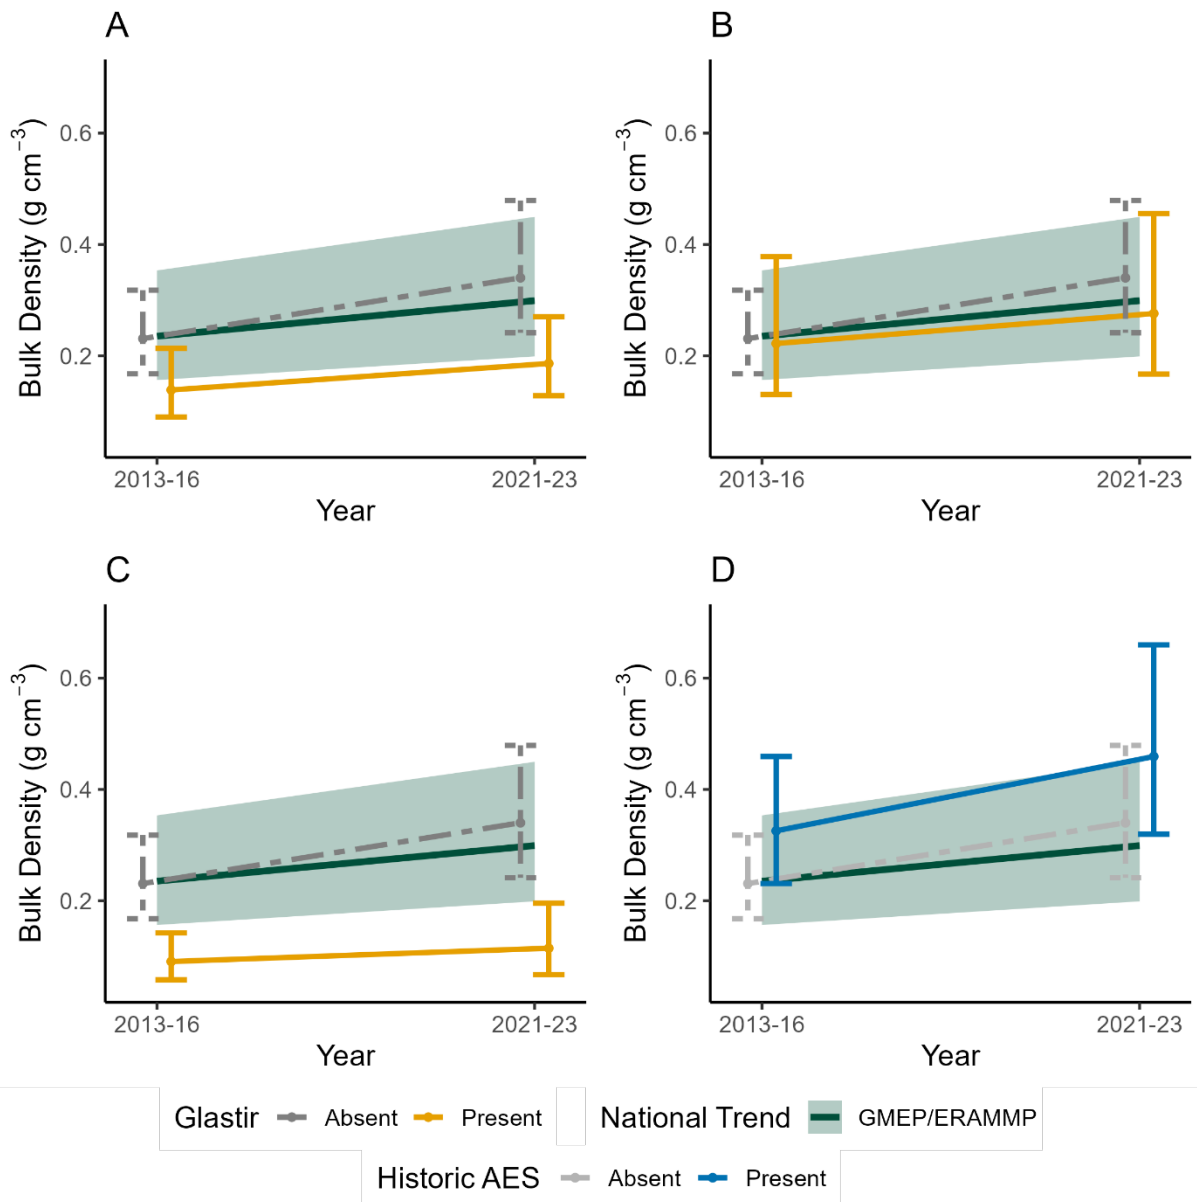 A
B
Bulk Density (g cm⁻³)
0.6
0.4
0.2
2013-16
2021-23
Year
Bulk Density (g cm⁻³)
0.6
0.4
0.2
2013-16
2021-23
Year
C
D
Bulk Density (g cm⁻³)
0.6
0.4
0.2
2013-16
2021-23
Year
Bulk Density (g cm⁻³)
0.6
0.4
0.2
2013-16
2021-23
Year
Glastir Absent Present National Trend GMEP/ERAMMP
Historic AES Absent Present